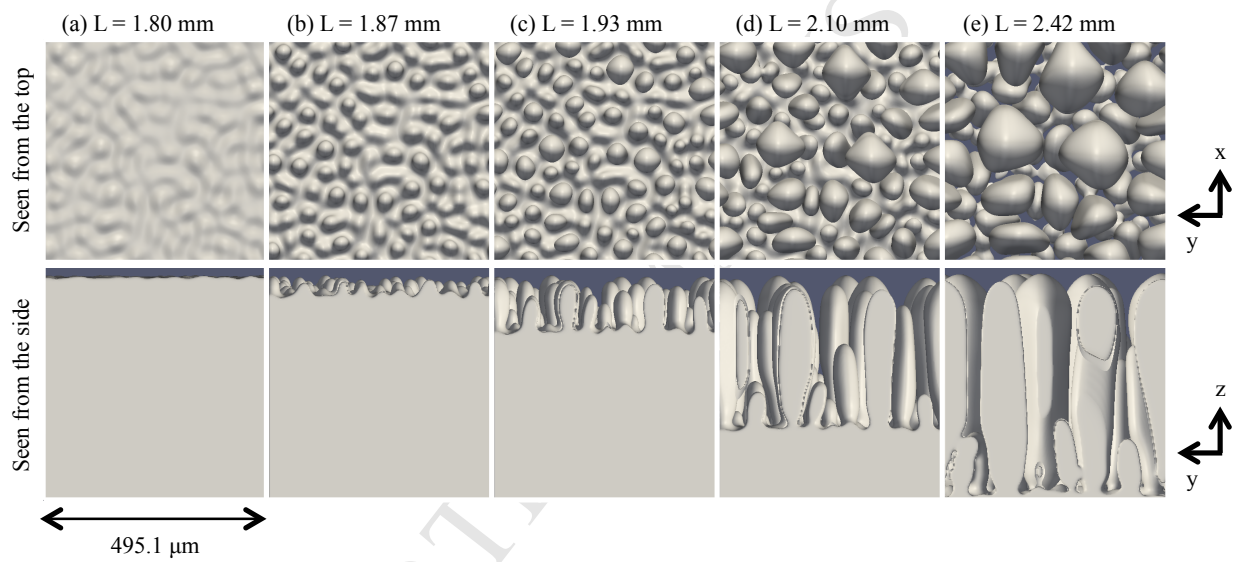 (a) L = 1.80 mm
(b) L = 1.87 mm
(c) L = 1.93 mm
(d) L = 2.10 mm
(e) L = 2.42 mm
Seen from the top
x
y
Seen from the side
z
y
495.1 μm